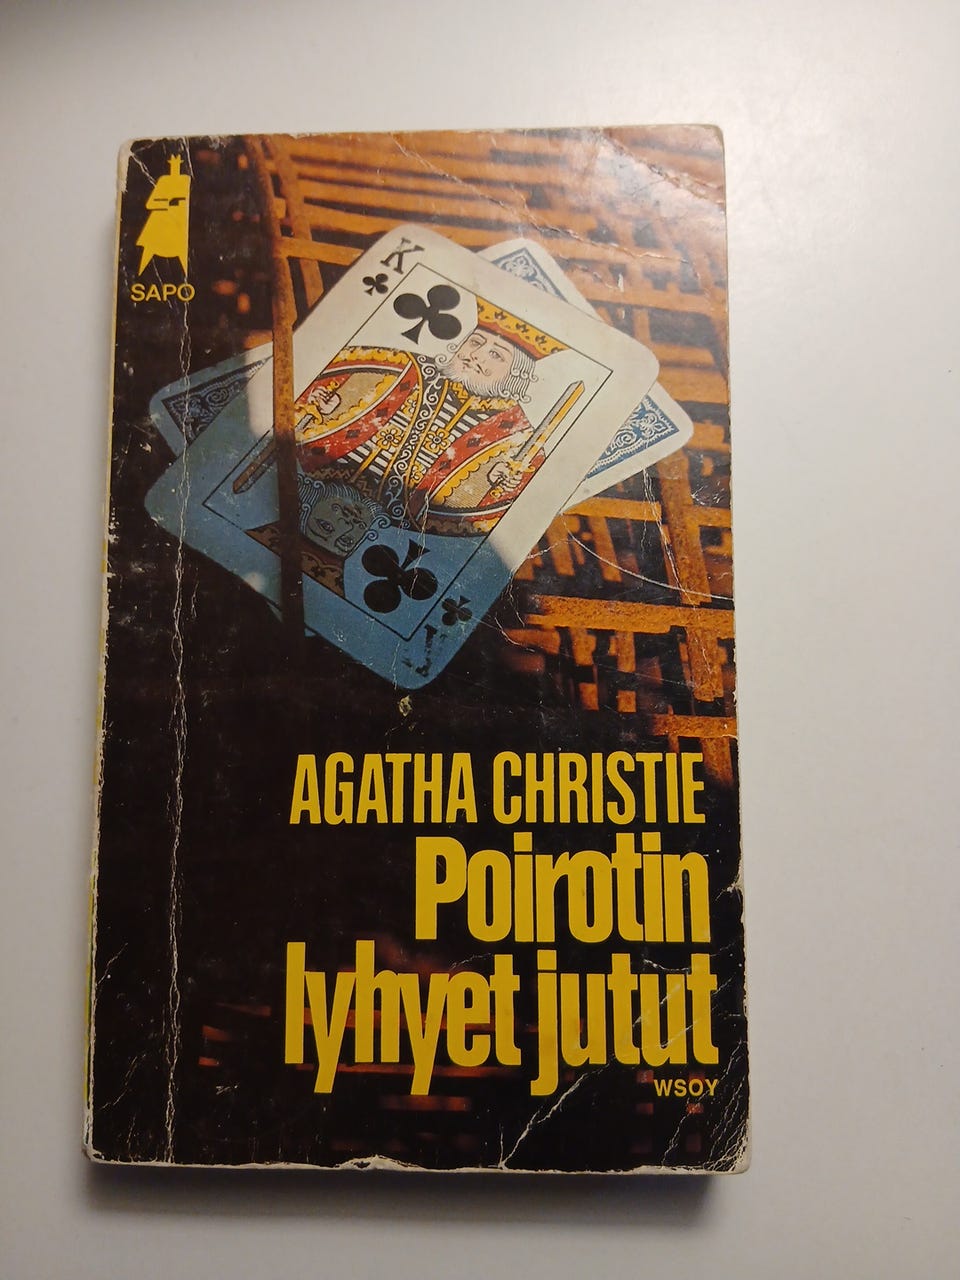 SAPO
K
AGATHA CHRISTIE
Poirotin
lyhyet jutut
WSOY